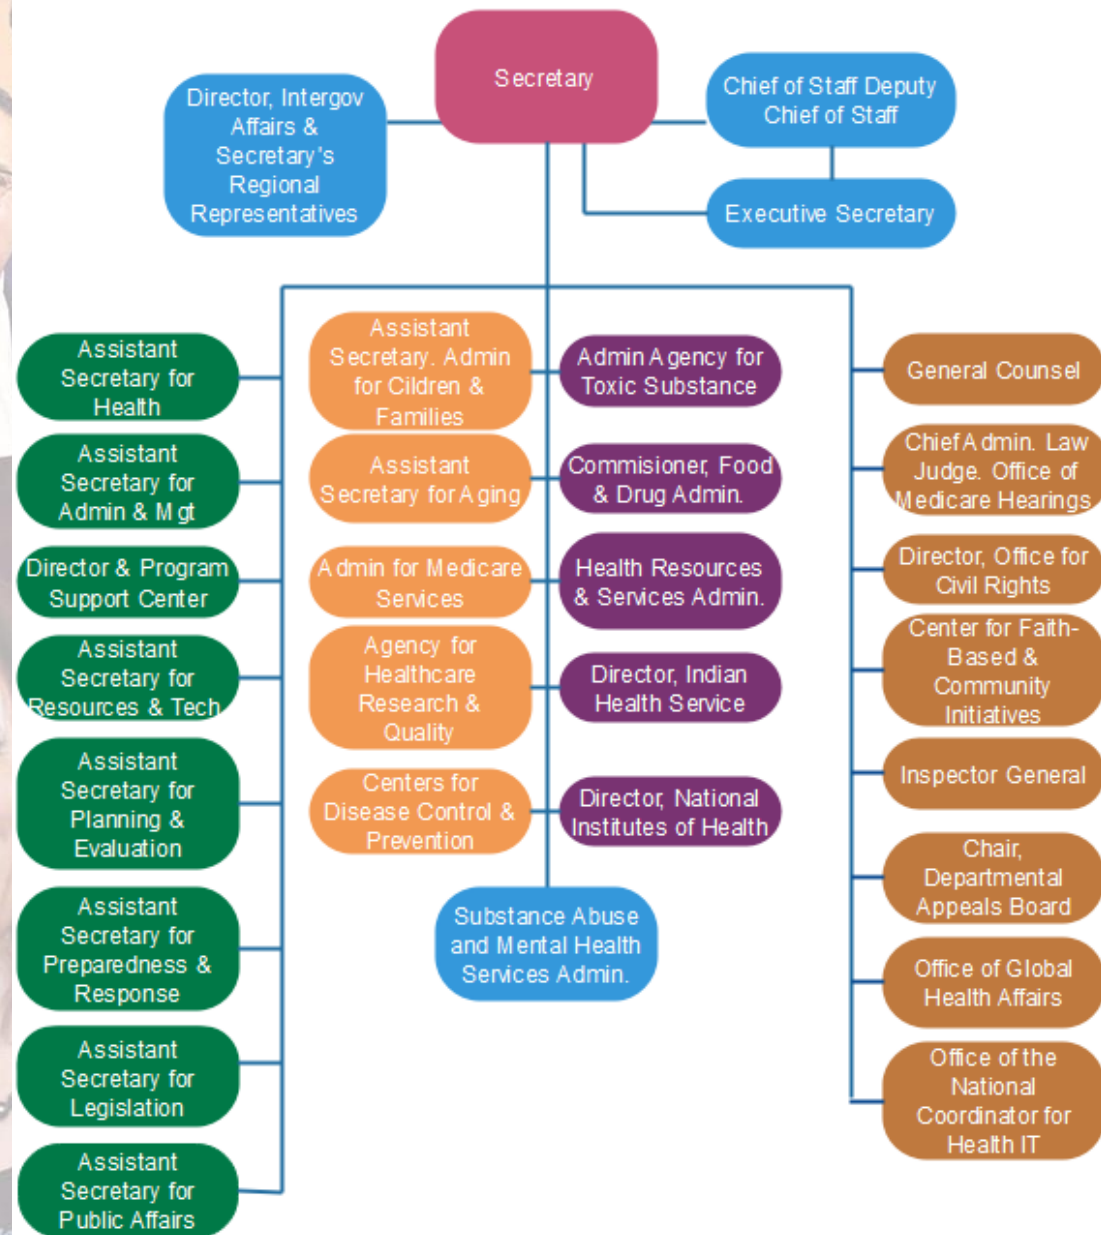 Secretary
Director, Intergov
Affairs &
Secretary's
Regional
Representatives
Chief of Staff Deputy
Chief of Staff
Executive Secretary
Assistant
Secretary for
Health
Assistant
Secretary for
Admin & Mgt
Director & Program
Support Center
Assistant
Secretary for
Resources & Tech
Assistant
Secretary for
Planning &
Evaluation
Assistant
Secretary for
Preparedness &
Response
Assistant
Secretary for
Legislation
Assistant
Secretary for
Public Affairs
Assistant
Secretary. Admin
for Cildren &
Families
Assistant
Secretary for Aging
Admin for Medicare
Services
Agency for
Healthcare
Research &
Quality
Centers for
Disease Control &
Prevention
Admin Agency for
Toxic Substance
Commisioner, Food
& Drug Admin.
Health Resources
& Services Admin.
Director, Indian
Health Service
Director, National
Institutes of Health
Substance Abuse
and Mental Health
Services Admin.
General Counsel
Chief Admin. Law
Judge. Office of
Medicare Hearings
Director, Office for
Civil Rights
Center for Faith-
Based &
Community
Initiatives
Inspector General
Chair,
Departmental
Appeals Board
Office of Global
Health Affairs
Office of the
National
Coordinator for
Health IT